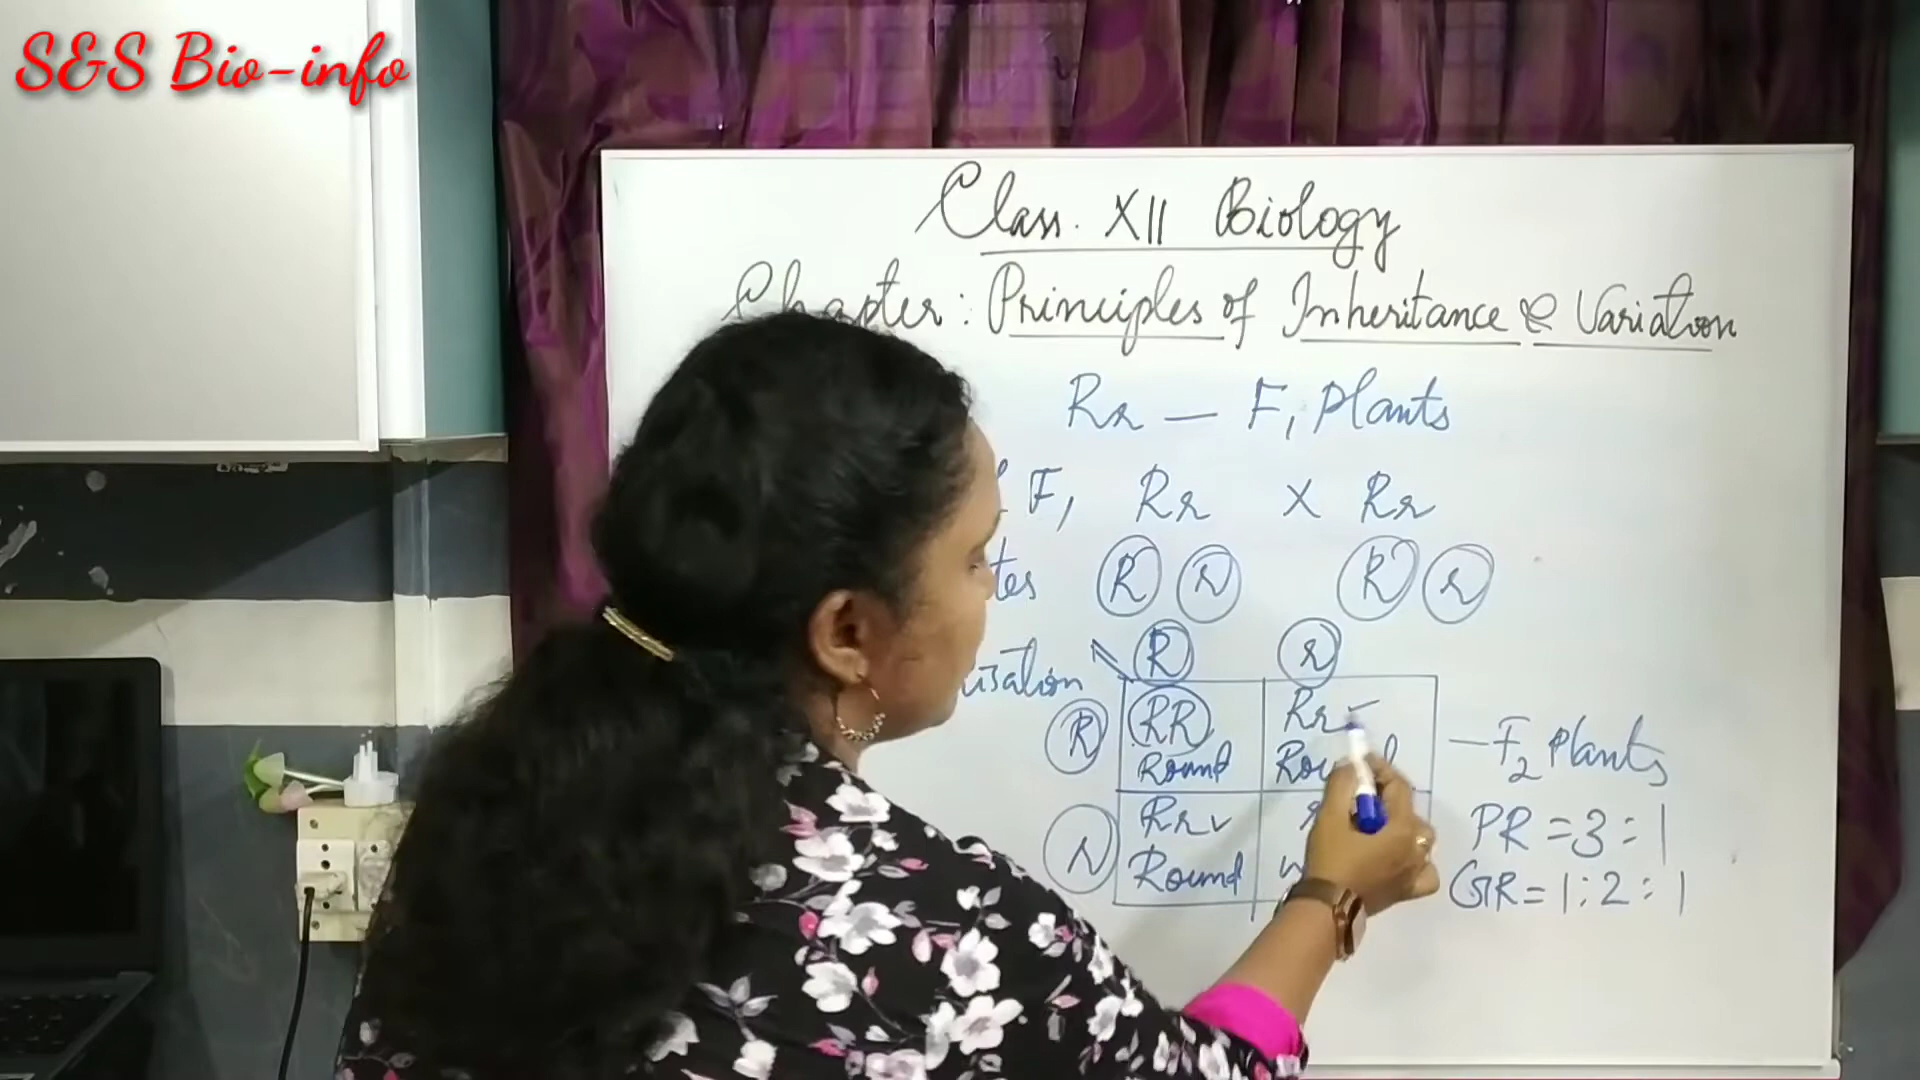 S&S Bio-info
Class. XII Biology
Chapter: Principles of Inheritance & Variation
Rr — F1 Plants
F1 Rr X Rr
R r R r
R r
R RR Rr – F2 Plants
Round
Rr PR = 3 : 1
r Round GR = 1 : 2 : 1